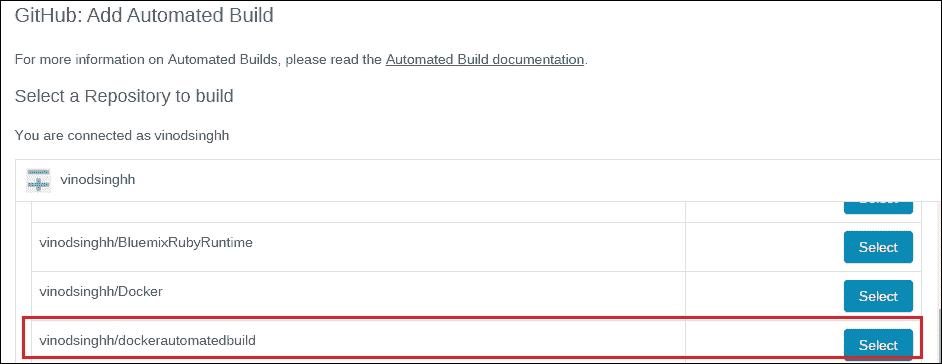 GitHub: Add Automated Build
For more information on Automated Builds, please read the Automated Build documentation.
Select a Repository to build
You are connected as vinodsinghh
vinodsinghh
vinodsinghh/BluemixRubyRuntime
Select
vinodsinghh/Docker
Select
vinodsinghh/dockerautomatedbuild
Select